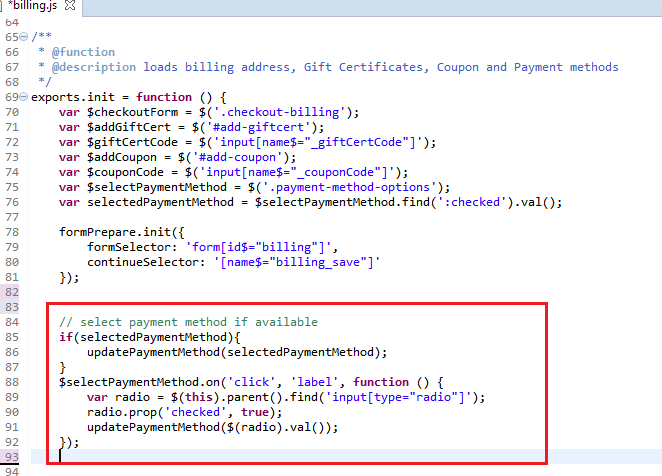 *billing.js
64
65 /**
66  * @function
67  * @description loads billing address, Gift Certificates, Coupon and Payment methods
68  */
69 exports.init = function () {
70     var $checkoutForm = $('.checkout-billing');
71     var $addGiftCert = $('#add-giftcert');
72     var $giftCertCode = $('input[name$="_giftCertCode"]');
73     var $addCoupon = $('#add-coupon');
74     var $couponCode = $('input[name$="_couponCode"]');
75     var $selectPaymentMethod = $('.payment-method-options');
76     var selectedPaymentMethod = $selectPaymentMethod.find(':checked').val();
77
78     formPrepare.init({
79         formSelector: 'form[id$="billing"]',
80         continueSelector: '[name$="billing_save"]'
81     });
82
83
84     // select payment method if available
85     if(selectedPaymentMethod){
86         updatePaymentMethod(selectedPaymentMethod);
87     }
88     $selectPaymentMethod.on('click', 'label', function () {
89         var radio = $(this).parent().find('input[type="radio"]');
90         radio.prop('checked', true);
91         updatePaymentMethod($(radio).val());
92     });
93
94